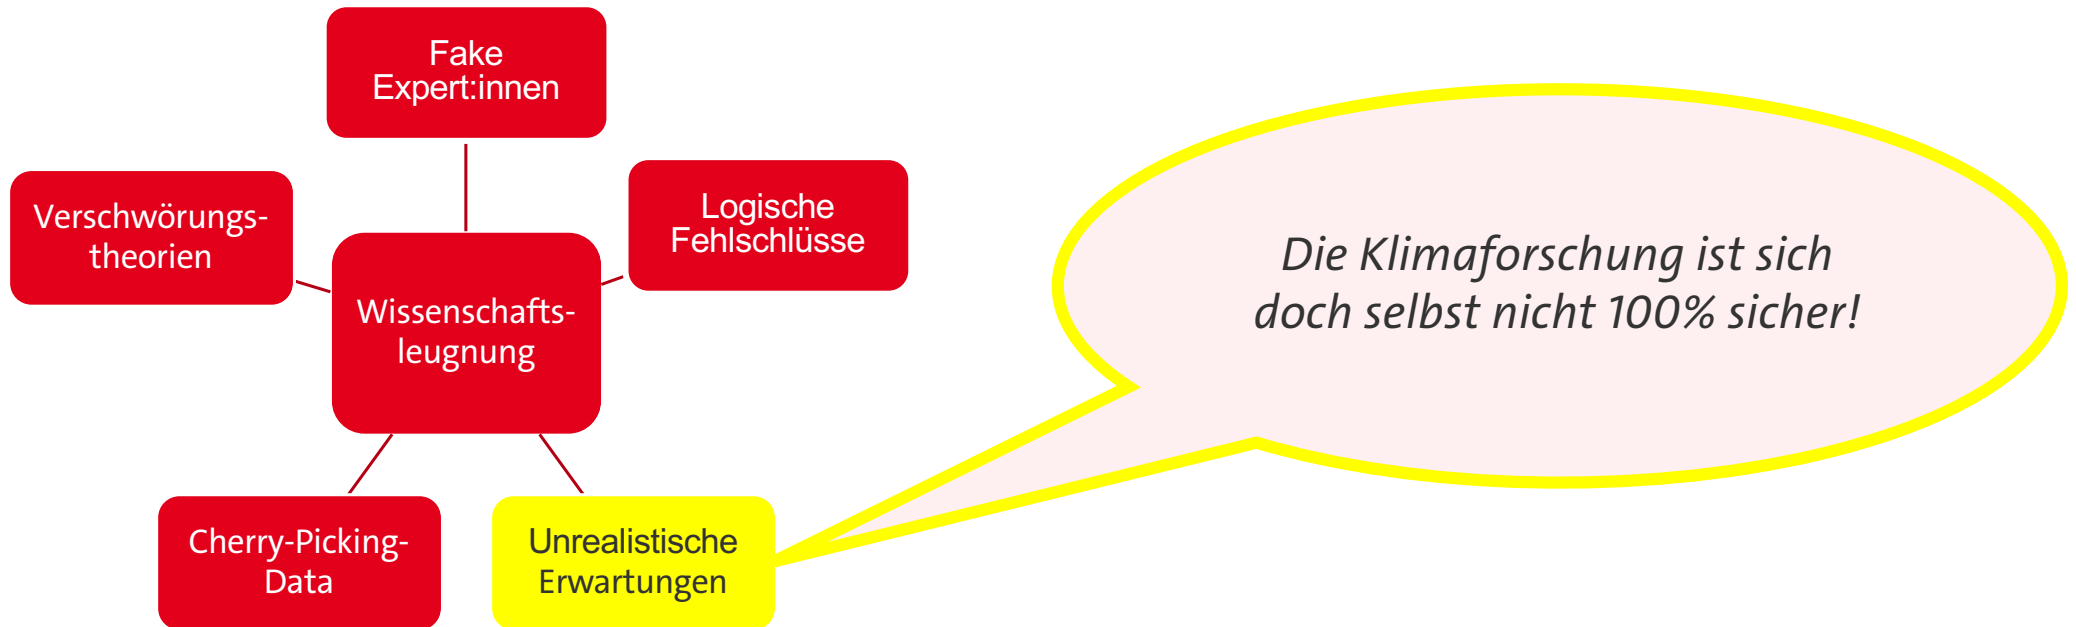 Fake
Expert:innen
Verschwörungs-
theorien
Logische
Fehlschlüsse
Wissenschafts-
leugnung
Cherry-Picking-
Data
Unrealistische
Erwartungen
Die Klimaforschung ist sich
doch selbst nicht 100% sicher!